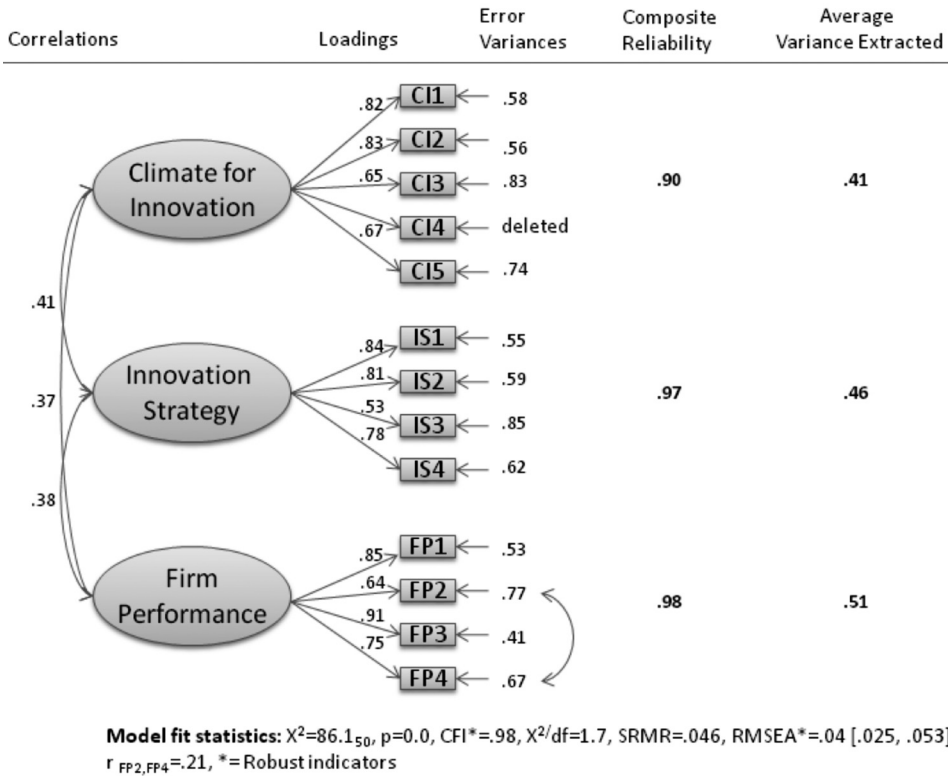 Correlations Loadings Error Variances Composite Reliability Average Variance Extracted
.82 CI1 .58
.83 CI2 .56
Climate for Innovation .65 CI3 .83 .90 .41
.67 CI4 deleted
CI5 .74
.41
.84 IS1 .55
.81 IS2 .59
Innovation Strategy .97 .46
.37 .53 IS3 .85
.78 IS4 .62
.38
.85 FP1 .53
Firm Performance .64 FP2 .77 .98 .51
.91 FP3 .41
.75 FP4 .67
Model fit statistics: X²=86.1₅₀, p=0.0, CFI*=.98, X²/df=1.7, SRMR=.046, RMSEA*=.04 [.025, .053]
r FP2,FP4=.21, *= Robust indicators